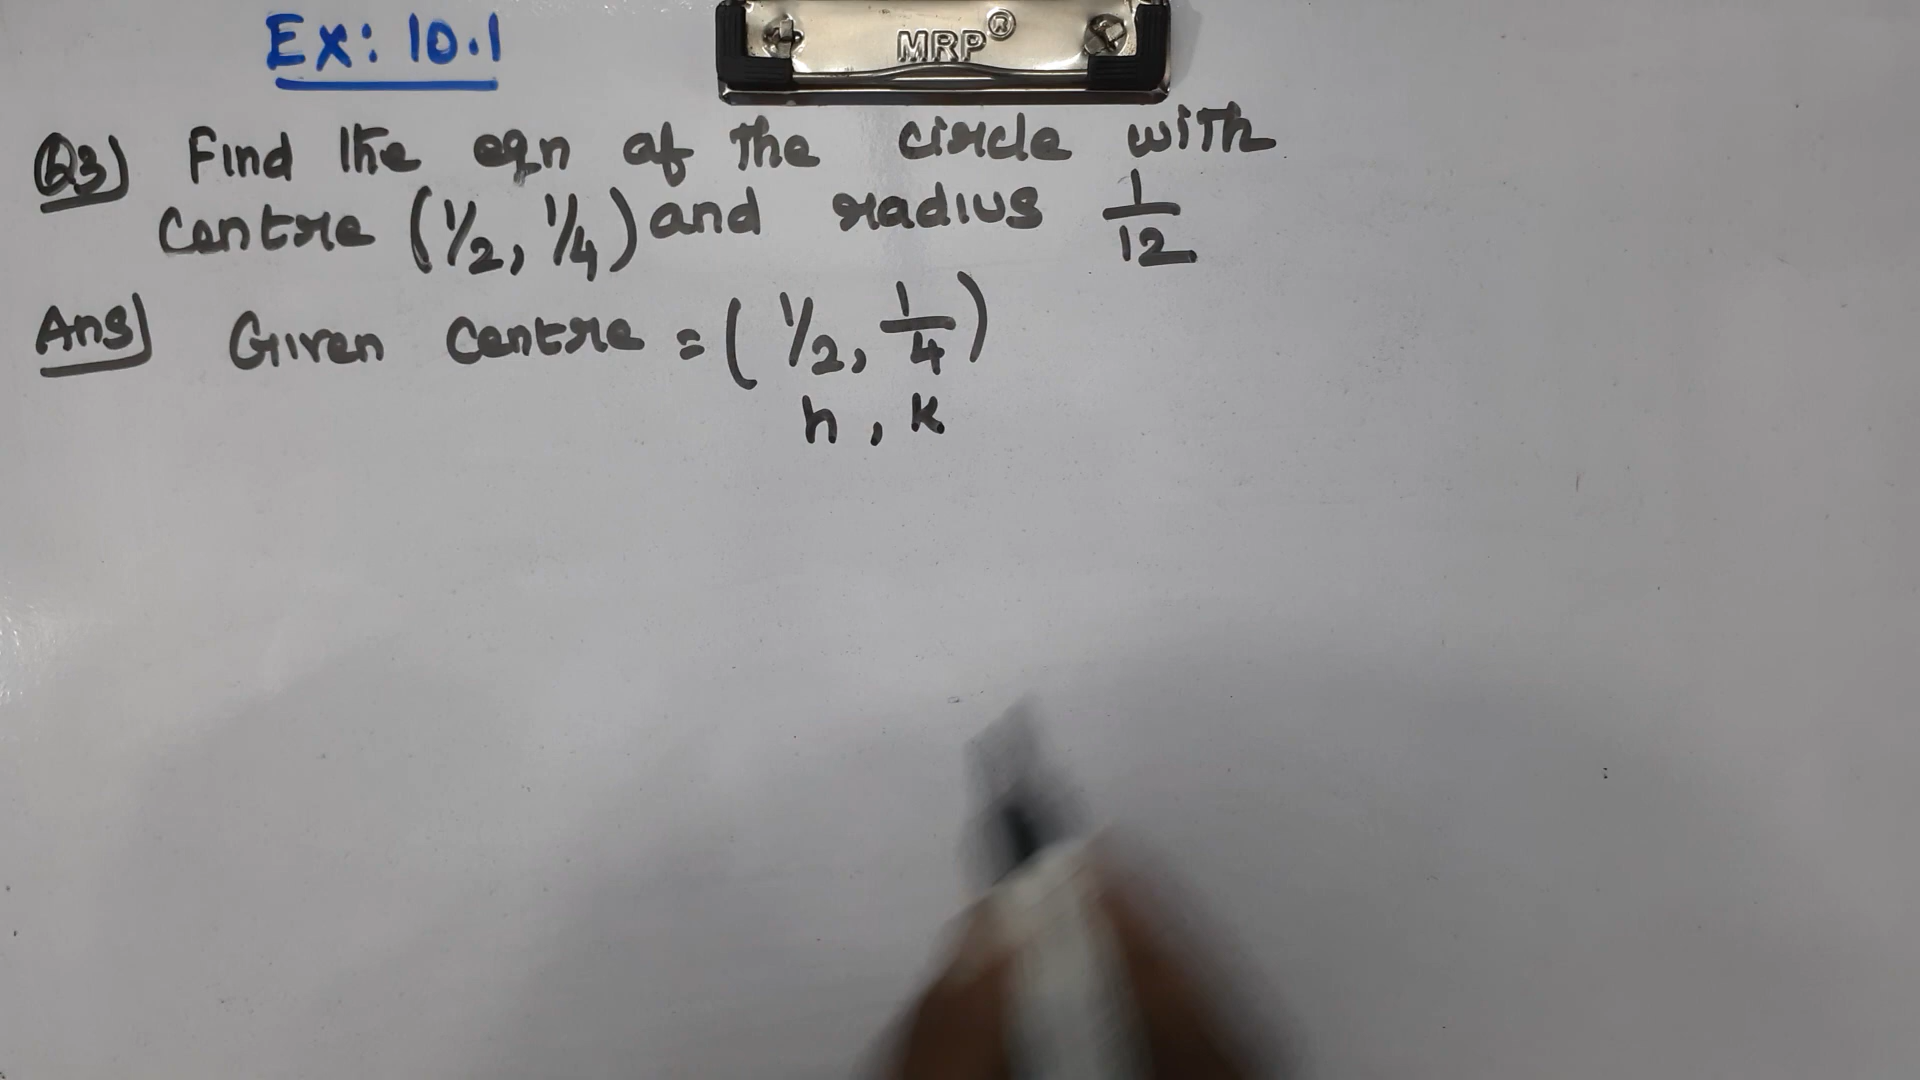 Ex: 10.1
MRP®
Q3) Find the eqn of the circle with
Centre (1/2, 1/4) and radius 1/12
Ans) Given centre = (1/2, 1/4)
h, k